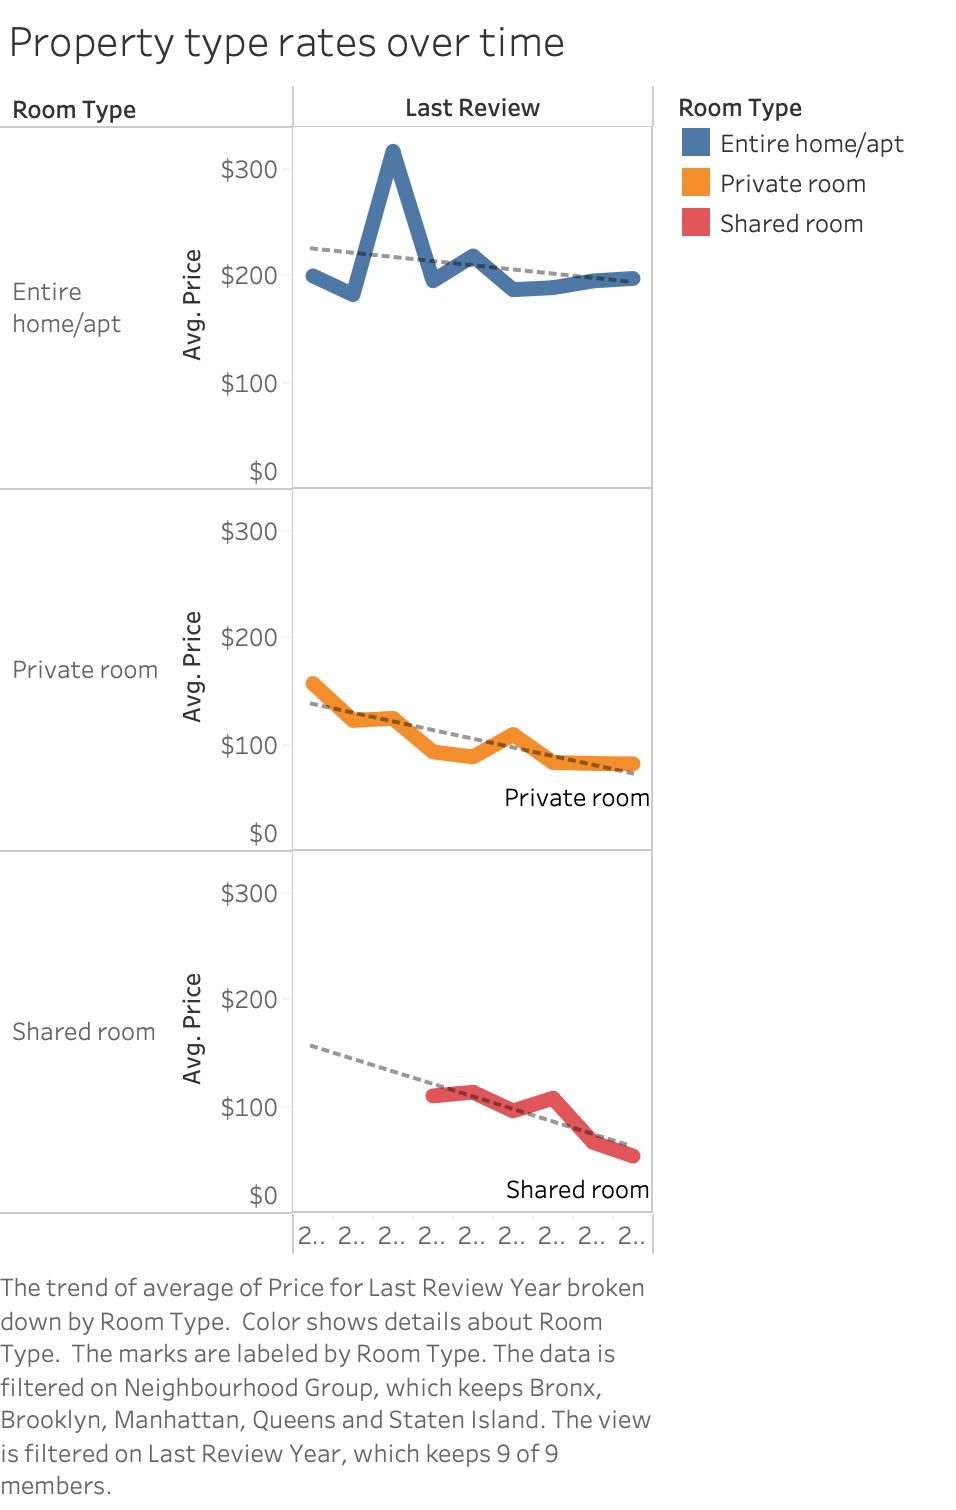 Property type rates over time
Room Type
Last Review
Room Type
Entire home/apt
Private room
Shared room
Entire
home/apt
Avg. Price
$300
$200
$100
$0
Private room
Avg. Price
$300
$200
$100
$0
Private room
Shared room
Avg. Price
$300
$200
$100
$0
Shared room
2.. 2.. 2.. 2.. 2.. 2.. 2.. 2.. 2..
The trend of average of Price for Last Review Year broken
down by Room Type.  Color shows details about Room
Type.  The marks are labeled by Room Type. The data is
filtered on Neighbourhood Group, which keeps Bronx,
Brooklyn, Manhattan, Queens and Staten Island. The view
is filtered on Last Review Year, which keeps 9 of 9
members.